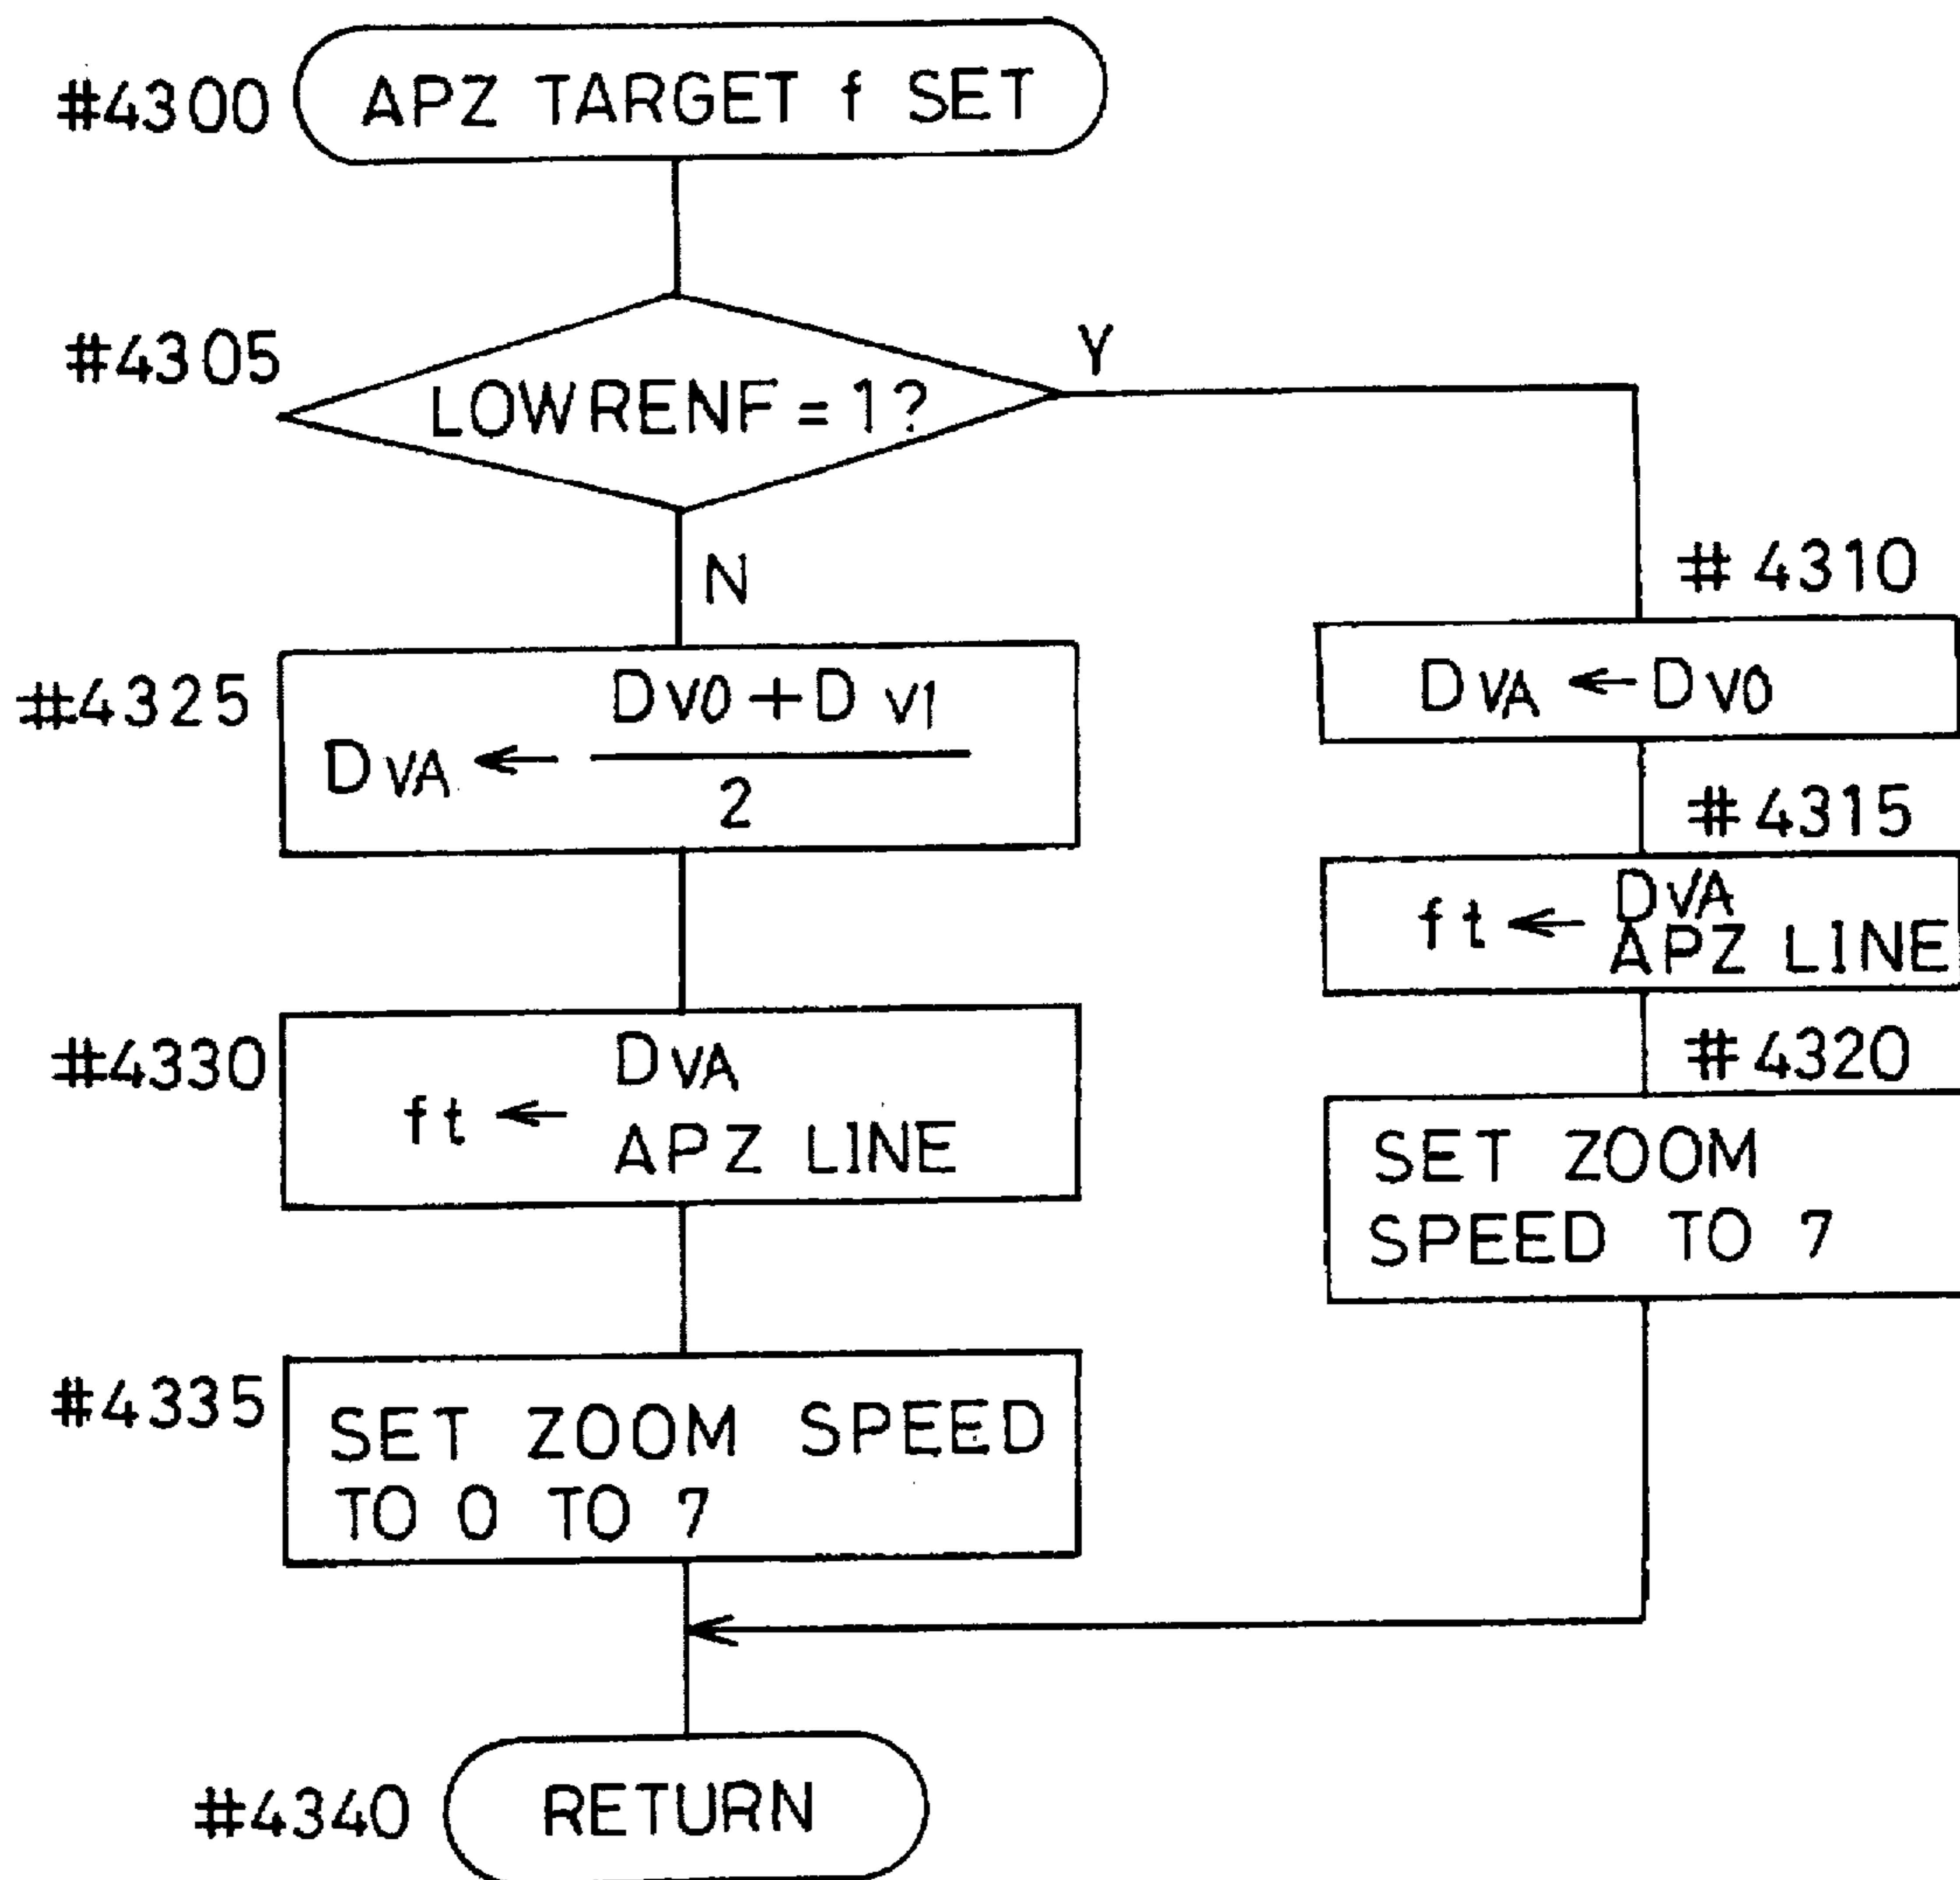 #4300
APZ TARGET f SET
#4305
LOWRENF = 1?
Y
N
#4310
DVA ← DV0
#4315
ft ← DVA
APZ LINE
#4320
SET ZOOM
SPEED TO 7
#4325
DVA ← DV0 + DV1
2
#4330
ft ← DVA
APZ LINE
#4335
SET ZOOM SPEED
TO 0 TO 7
#4340
RETURN